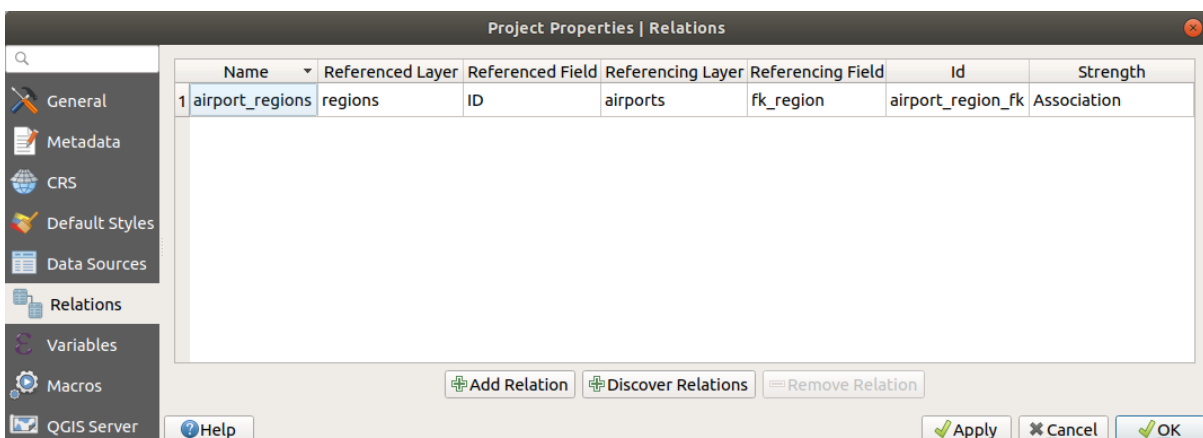 Project Properties | Relations
Name Referenced Layer Referenced Field Referencing Layer Referencing Field Id Strength
1 airport_regions regions ID airports fk_region airport_region_fk Association
General
Metadata
CRS
Default Styles
Data Sources
Relations
Variables
Macros
QGIS Server
Add Relation Discover Relations Remove Relation
Help Apply Cancel OK